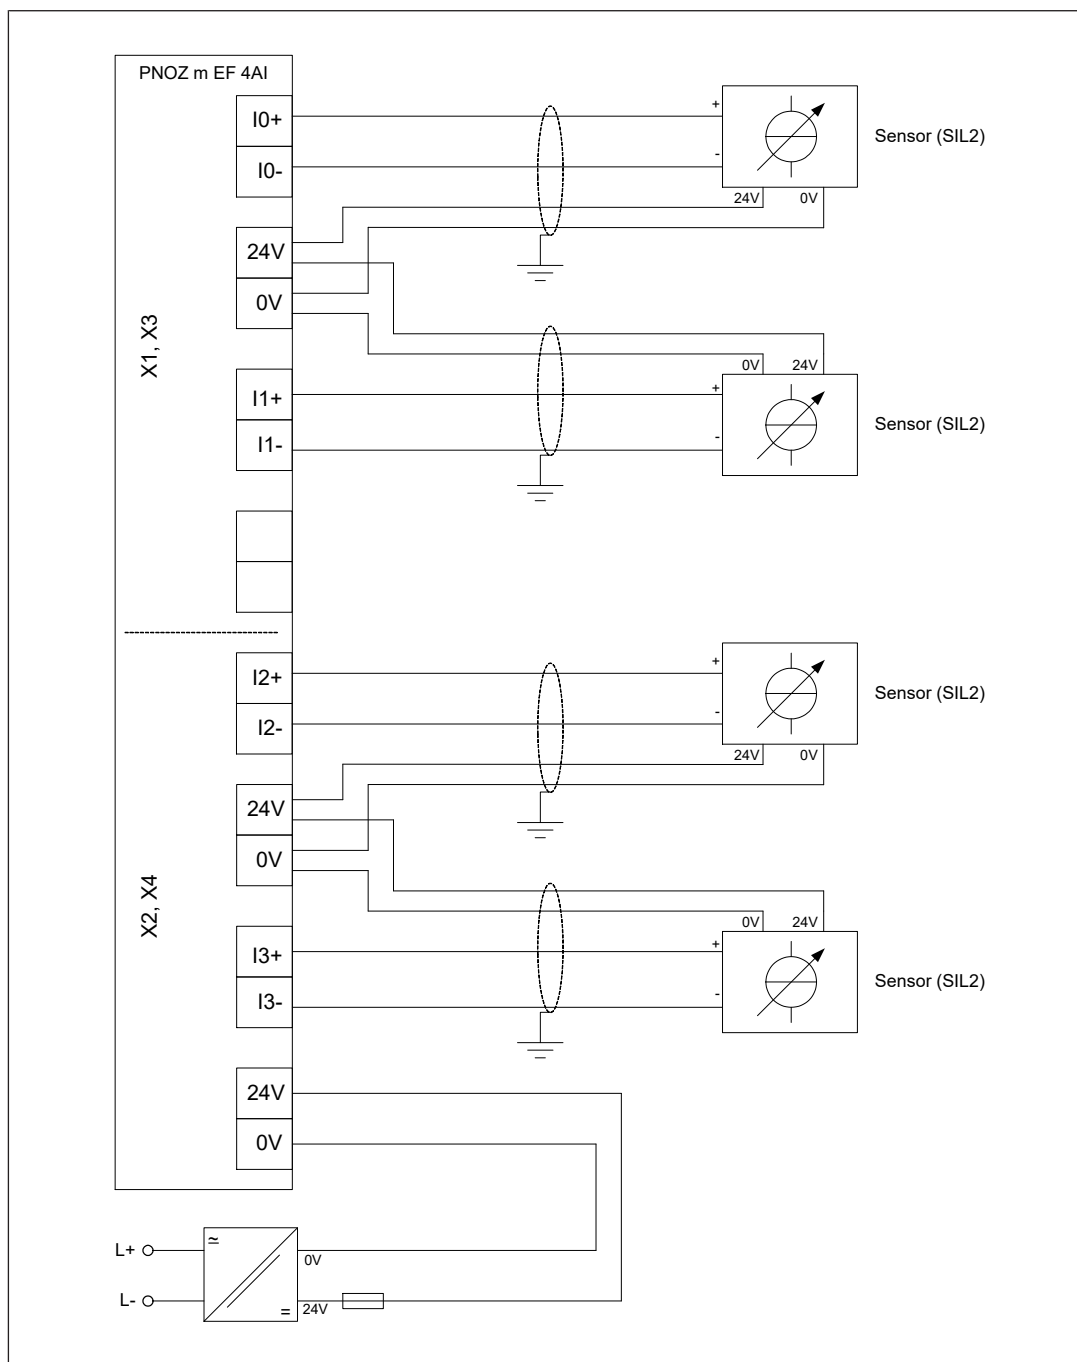 PNOZ m EF 4AI
I0+
+
Sensor (SIL2)
I0-
-
24V 0V
24V
0V
X1, X3
0V 24V
I1+
+
Sensor (SIL2)
I1-
-
I2+
+
Sensor (SIL2)
I2-
-
24V 0V
24V
0V
X2, X4
0V 24V
I3+
+
Sensor (SIL2)
I3-
-
24V
0V
L+
≃
0V
L-
=
24V